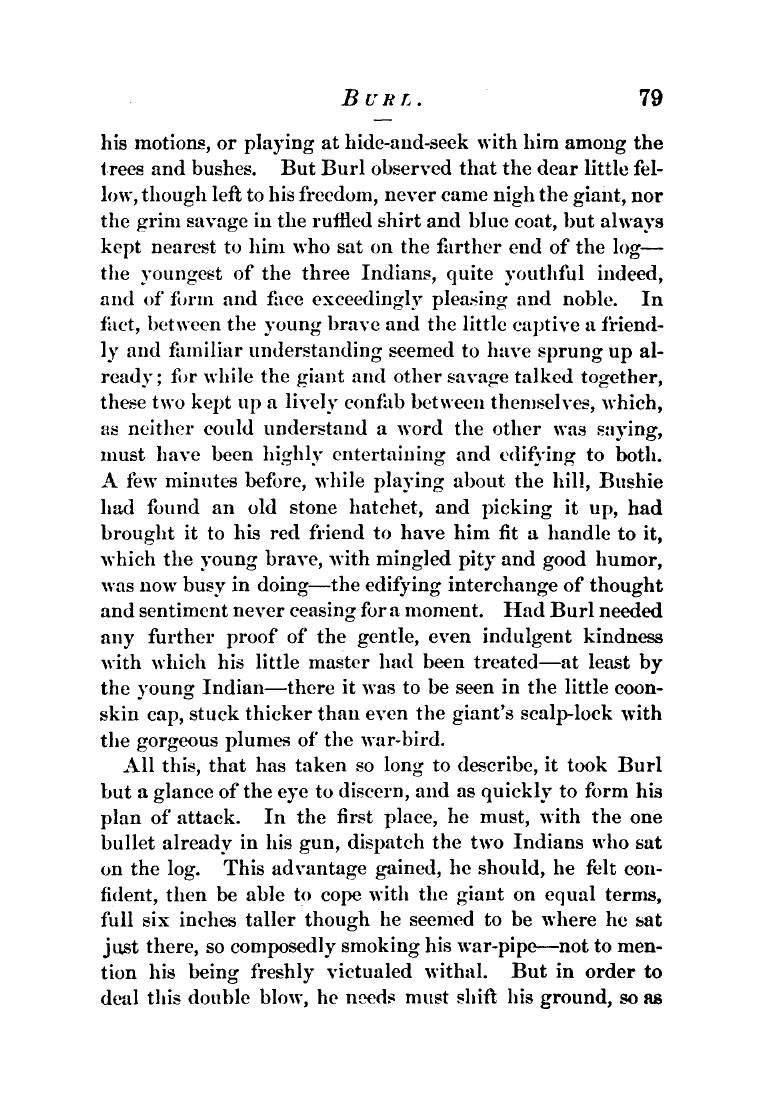 BURL. 79
his motions, or playing at hide-and-seek with him among the
trees and bushes. But Burl observed that the dear little fel-
low, though left to his freedom, never came nigh the giant, nor
the grim savage in the ruffled shirt and blue coat, but always
kept nearest to him who sat on the further end of the log—
the youngest of the three Indians, quite youthful indeed,
and of form and face exceedingly pleasing and noble. In
fact, between the young brave and the little captive a friend-
ly and familiar understanding seemed to have sprung up al-
ready; for while the giant and other savage talked together,
these two kept up a lively confab between themselves, which,
as neither could understand a word the other was saying,
must have been highly entertaining and edifying to both.
A few minutes before, while playing about the hill, Bushie
had found an old stone hatchet, and picking it up, had
brought it to his red friend to have him fit a handle to it,
which the young brave, with mingled pity and good humor,
was now busy in doing—the edifying interchange of thought
and sentiment never ceasing for a moment. Had Burl needed
any further proof of the gentle, even indulgent kindness
with which his little master had been treated—at least by
the young Indian—there it was to be seen in the little coon-
skin cap, stuck thicker than even the giant's scalp-lock with
the gorgeous plumes of the war-bird.
All this, that has taken so long to describe, it took Burl
but a glance of the eye to discern, and as quickly to form his
plan of attack. In the first place, he must, with the one
bullet already in his gun, dispatch the two Indians who sat
on the log. This advantage gained, he should, he felt con-
fident, then be able to cope with the giant on equal terms,
full six inches taller though he seemed to be where he sat
just there, so composedly smoking his war-pipe—not to men-
tion his being freshly victualed withal. But in order to
deal this double blow, he needs must shift his ground, so as